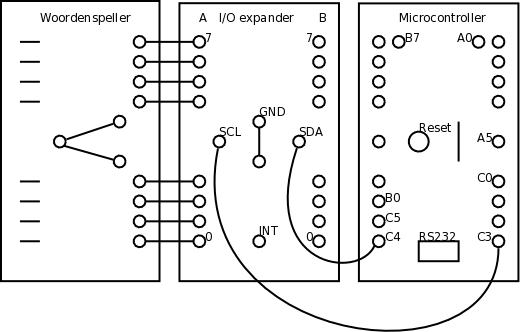 Woordenspeller
A I/O expander B
Microcontroller
7
7
B7
A0
GND
SCL
SDA
Reset
A5
C0
B0
C5
0
INT
0
C4
RS232
C3